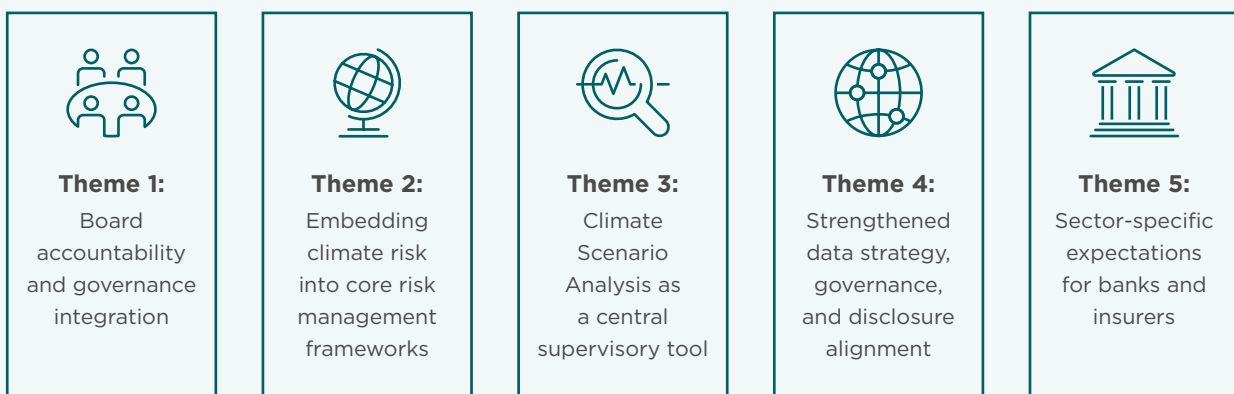 Theme 1:
Board
accountability
and governance
integration
Theme 2:
Embedding
climate risk
into core risk
management
frameworks
Theme 3:
Climate
Scenario
Analysis as
a central
supervisory tool
Theme 4:
Strengthened
data strategy,
governance,
and disclosure
alignment
Theme 5:
Sector-specific
expectations
for banks and
insurers